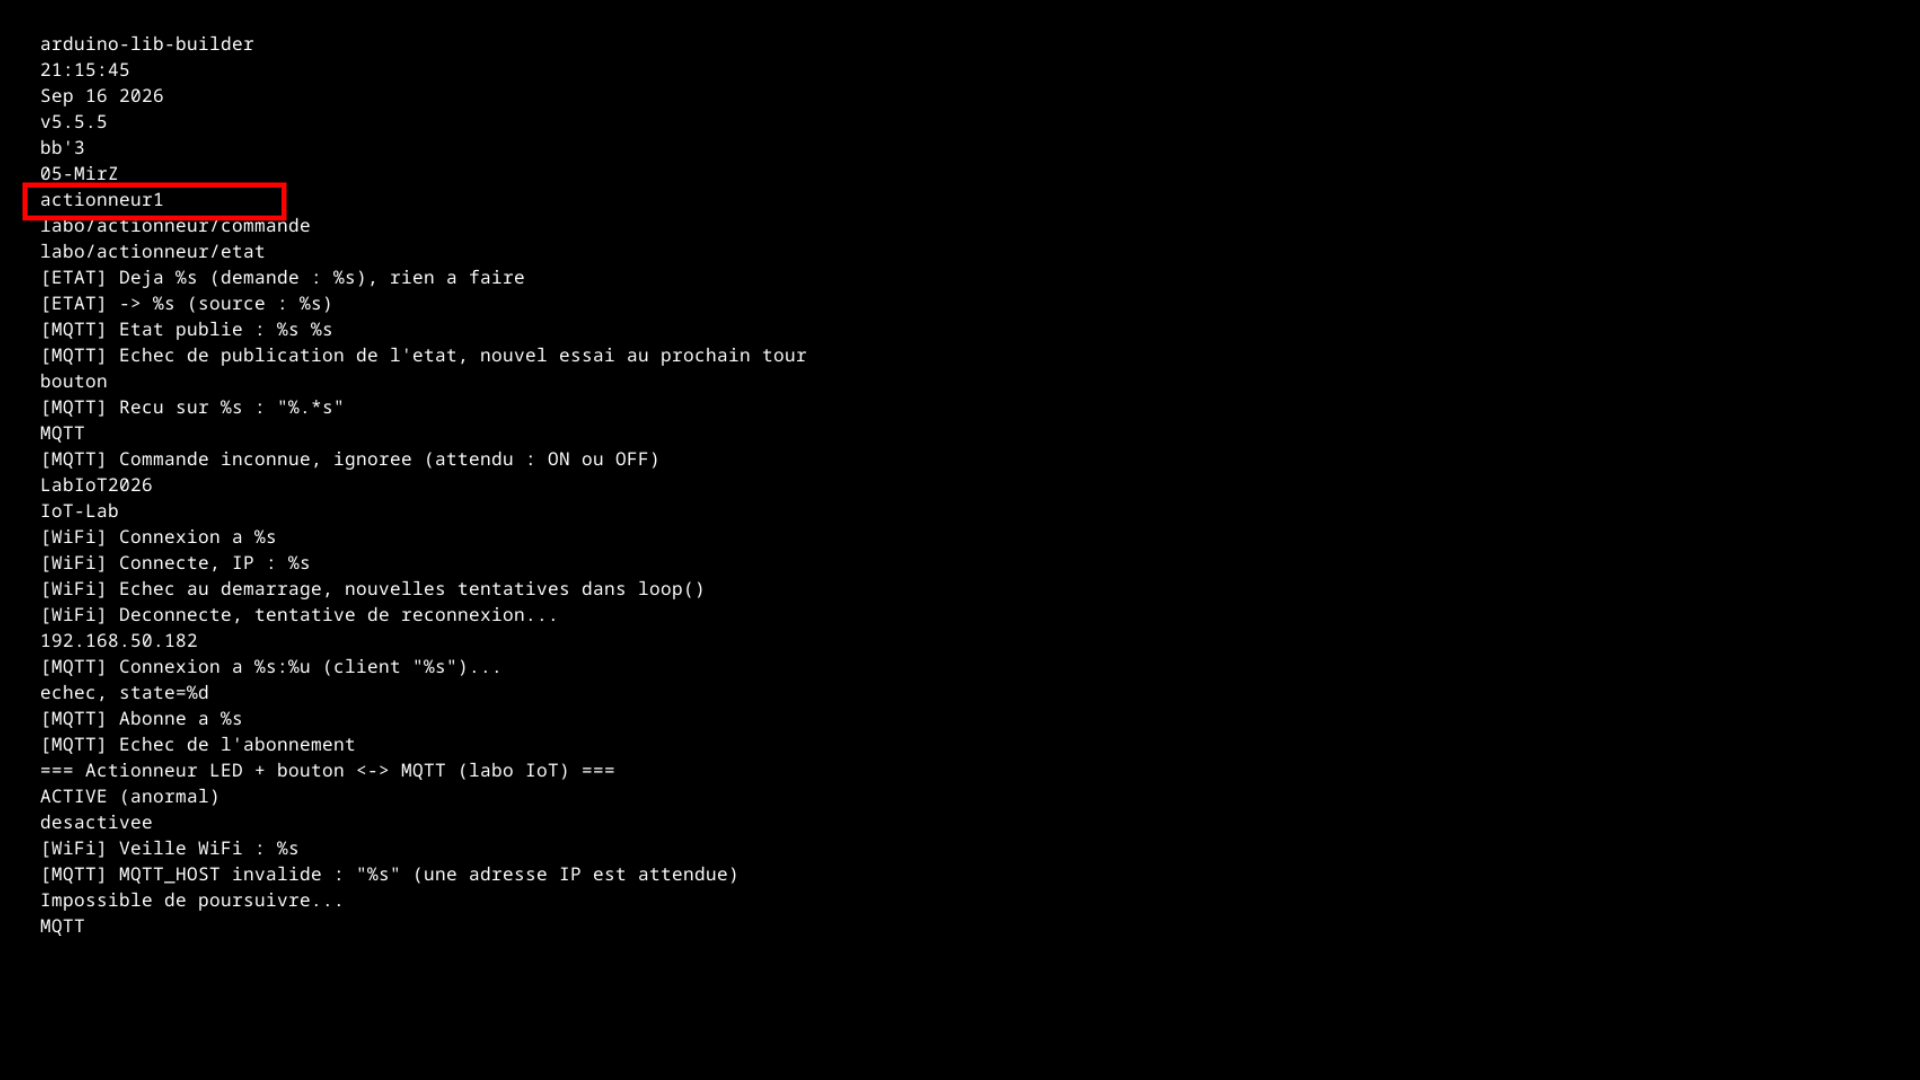 arduino-lib-builder
21:15:45
Sep 16 2026
v5.5.5
bb'3
05-MirZ
actionneur1
labo/actionneur/commande
labo/actionneur/etat
[ETAT] Deja %s (demande : %s), rien a faire
[ETAT] -> %s (source : %s)
[MQTT] Etat publie : %s %s
[MQTT] Echec de publication de l'etat, nouvel essai au prochain tour
bouton
[MQTT] Recu sur %s : "%.*s"
MQTT
[MQTT] Commande inconnue, ignoree (attendu : ON ou OFF)
LabIoT2026
IoT-Lab
[WiFi] Connexion a %s
[WiFi] Connecte, IP : %s
[WiFi] Echec au demarrage, nouvelles tentatives dans loop()
[WiFi] Deconnecte, tentative de reconnexion...
192.168.50.182
[MQTT] Connexion a %s:%u (client "%s")...
echec, state=%d
[MQTT] Abonne a %s
[MQTT] Echec de l'abonnement
=== Actionneur LED + bouton <-> MQTT (labo IoT) ===
ACTIVE (anormal)
desactivee
[WiFi] Veille WiFi : %s
[MQTT] MQTT_HOST invalide : "%s" (une adresse IP est attendue)
Impossible de poursuivre...
MQTT